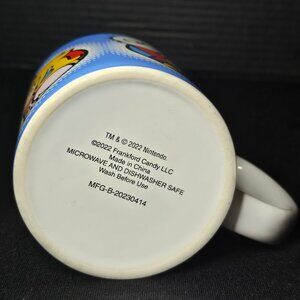 TM & © 2022 Nintendo.
©2022 Frankford Candy LLC
Made in China
MICROWAVE AND DISHWASHER SAFE
Wash Before Use
MFG-B-20230414